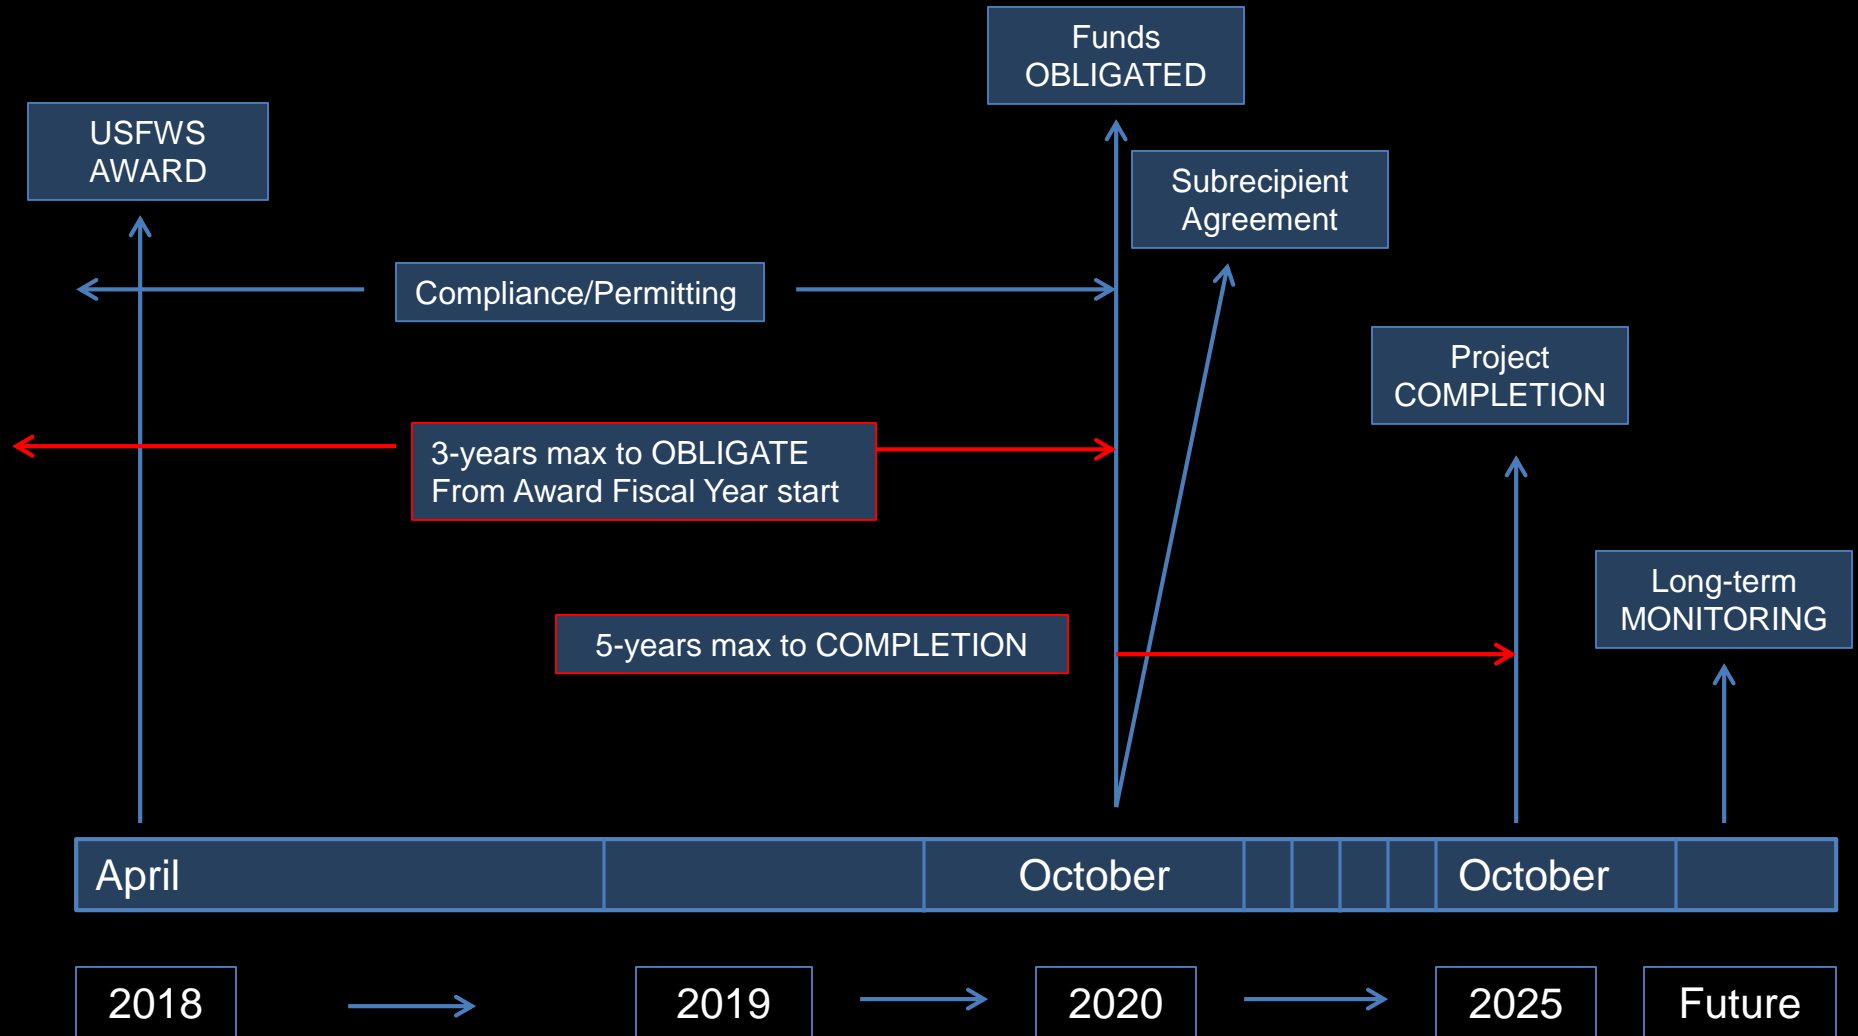 Funds
OBLIGATED
USFWS
AWARD
Subrecipient
Agreement
Compliance/Permitting
Project
COMPLETION
3-years max to OBLIGATE
From Award Fiscal Year start
Long-term
MONITORING
5-years max to COMPLETION
April
October
October
2018
2019
2020
2025
Future